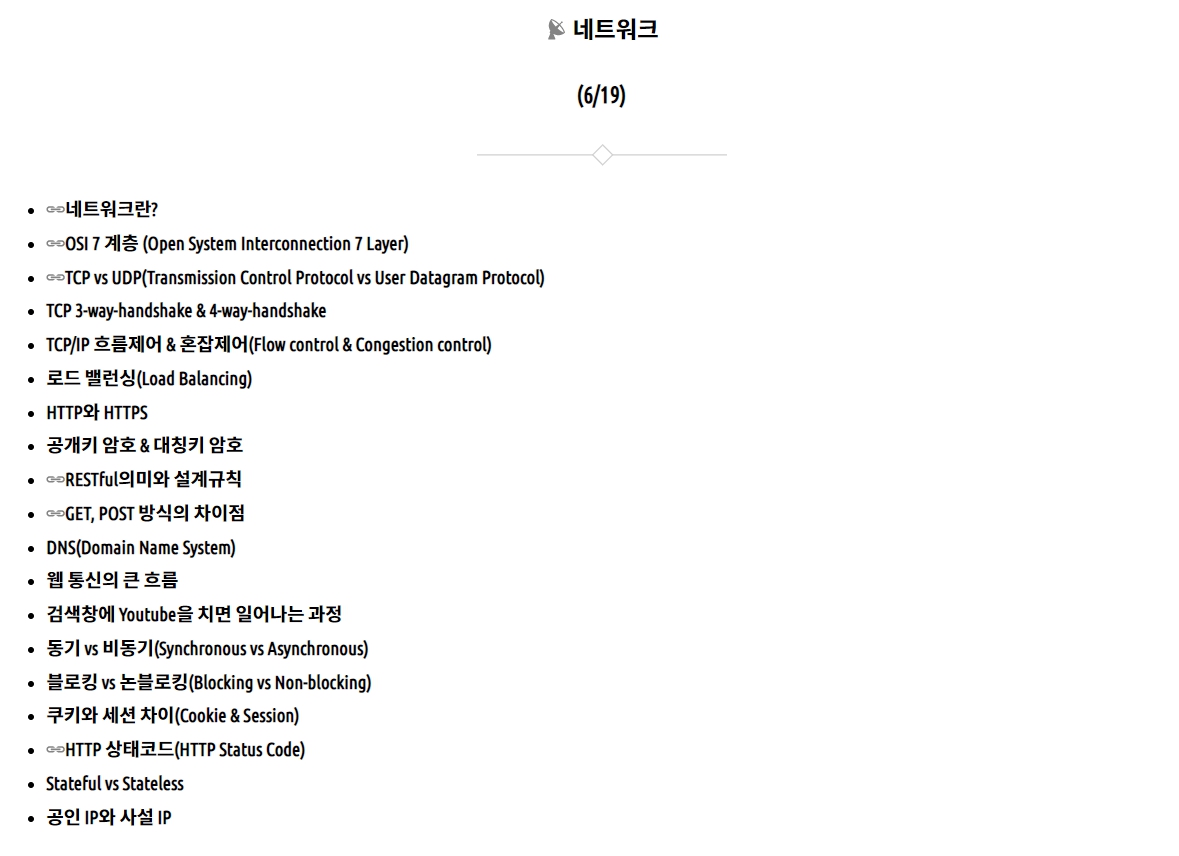 네트워크
(6/19)
네트워크란?
OSI 7 계층 (Open System Interconnection 7 Layer)
TCP vs UDP(Transmission Control Protocol vs User Datagram Protocol)
TCP 3-way-handshake & 4-way-handshake
TCP/IP 흐름제어 & 혼잡제어(Flow control & Congestion control)
로드 밸런싱(Load Balancing)
HTTP와 HTTPS
공개키 암호 & 대칭키 암호
RESTful의미와 설계규칙
GET, POST 방식의 차이점
DNS(Domain Name System)
웹 통신의 큰 흐름
검색창에 Youtube을 치면 일어나는 과정
동기 vs 비동기(Synchronous vs Asynchronous)
블로킹 vs 논블로킹(Blocking vs Non-blocking)
쿠키와 세션 차이(Cookie & Session)
HTTP 상태코드(HTTP Status Code)
Stateful vs Stateless
공인 IP와 사설 IP